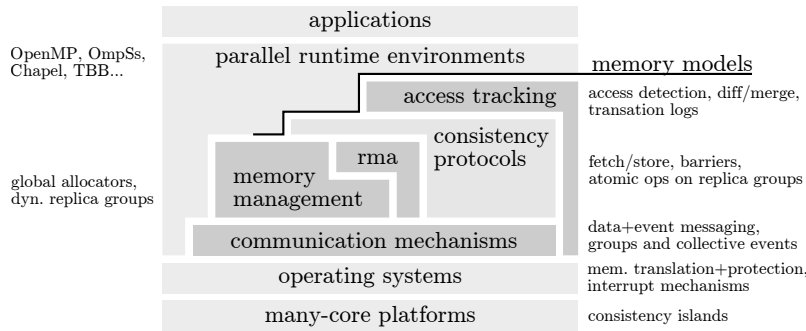 applications
OpenMP, OmpSs,
Chapel, TBB...
parallel runtime environments
memory models
access tracking
access detection, diff/merge,
transation logs
consistency
protocols
rma
memory
management
global allocators,
dyn. replica groups
fetch/store, barriers,
atomic ops on replica groups
communication mechanisms
data+event messaging,
groups and collective events
operating systems
mem. translation+protection,
interrupt mechanisms
many-core platforms
consistency islands